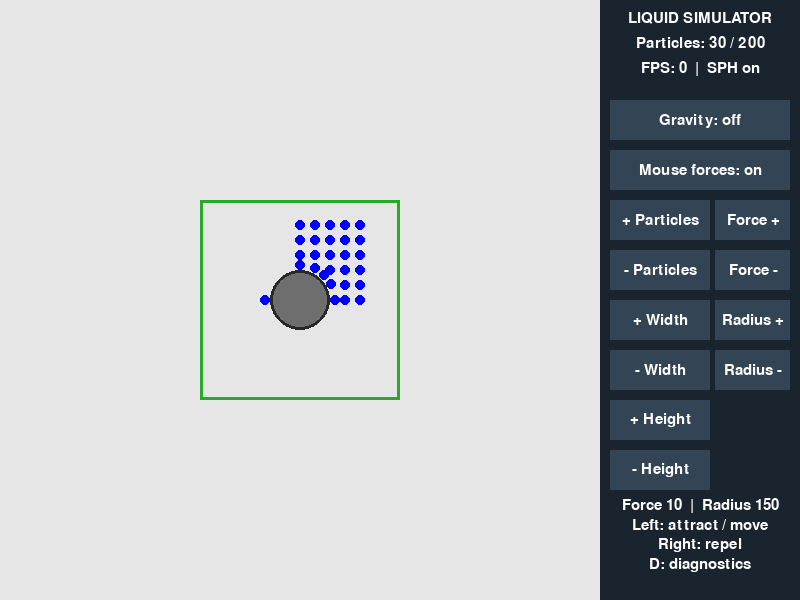 LIQUID SIMULATOR
Particles: 30 / 200
FPS: 0 | SPH on
Gravity: off
Mouse forces: on
+ Particles
Force +
- Particles
Force -
+ Width
Radius +
- Width
Radius -
+ Height
- Height
Force 10 | Radius 150
Left: attract / move
Right: repel
D: diagnostics